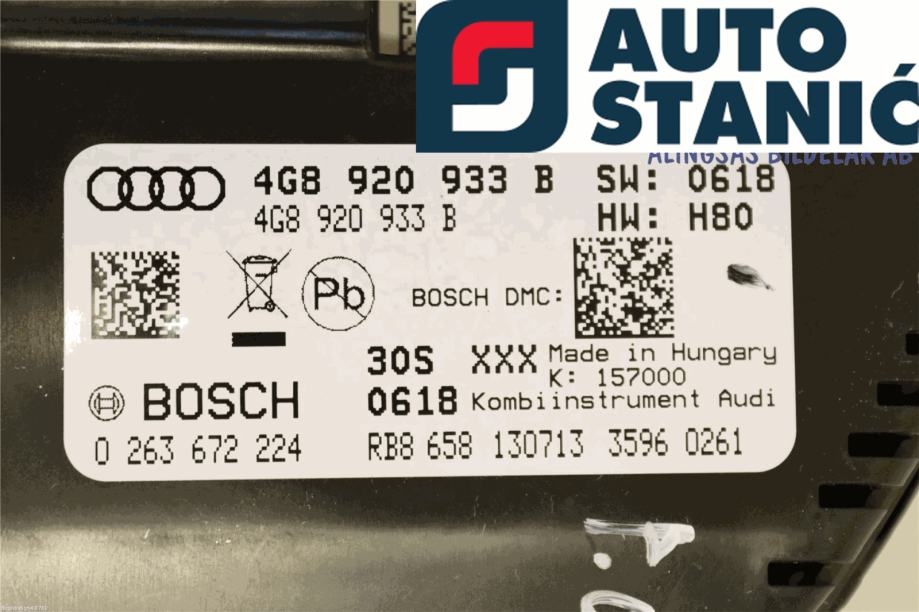 AUTO
STANIĆ
ALINGSÅS BILDELAR AB
4G8 920 933 B SW: 0618
4G8 920 933 B HW: H80
Pb BOSCH DMC:
30S XXX Made in Hungary
K: 157000
BOSCH 0618 Kombiinstrument Audi
0 263 672 224 RB8 658 130713 3596 0261